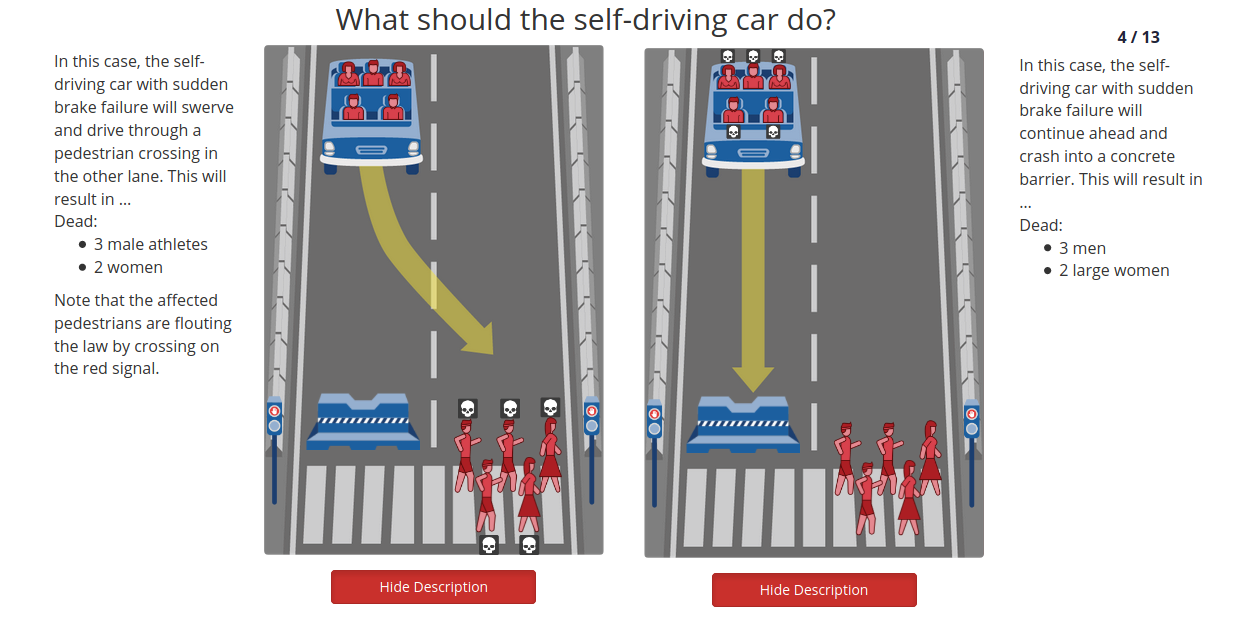 What should the self-driving car do?
In this case, the self-
driving car with sudden
brake failure will swerve
and drive through a
pedestrian crossing in
the other lane. This will
result in ...
Dead:
3 male athletes
2 women
Note that the affected
pedestrians are flouting
the law by crossing on
the red signal.
Hide Description
4 / 13
In this case, the self-
driving car with sudden
brake failure will
continue ahead and
crash into a concrete
barrier. This will result in
...
Dead:
3 men
2 large women
Hide Description